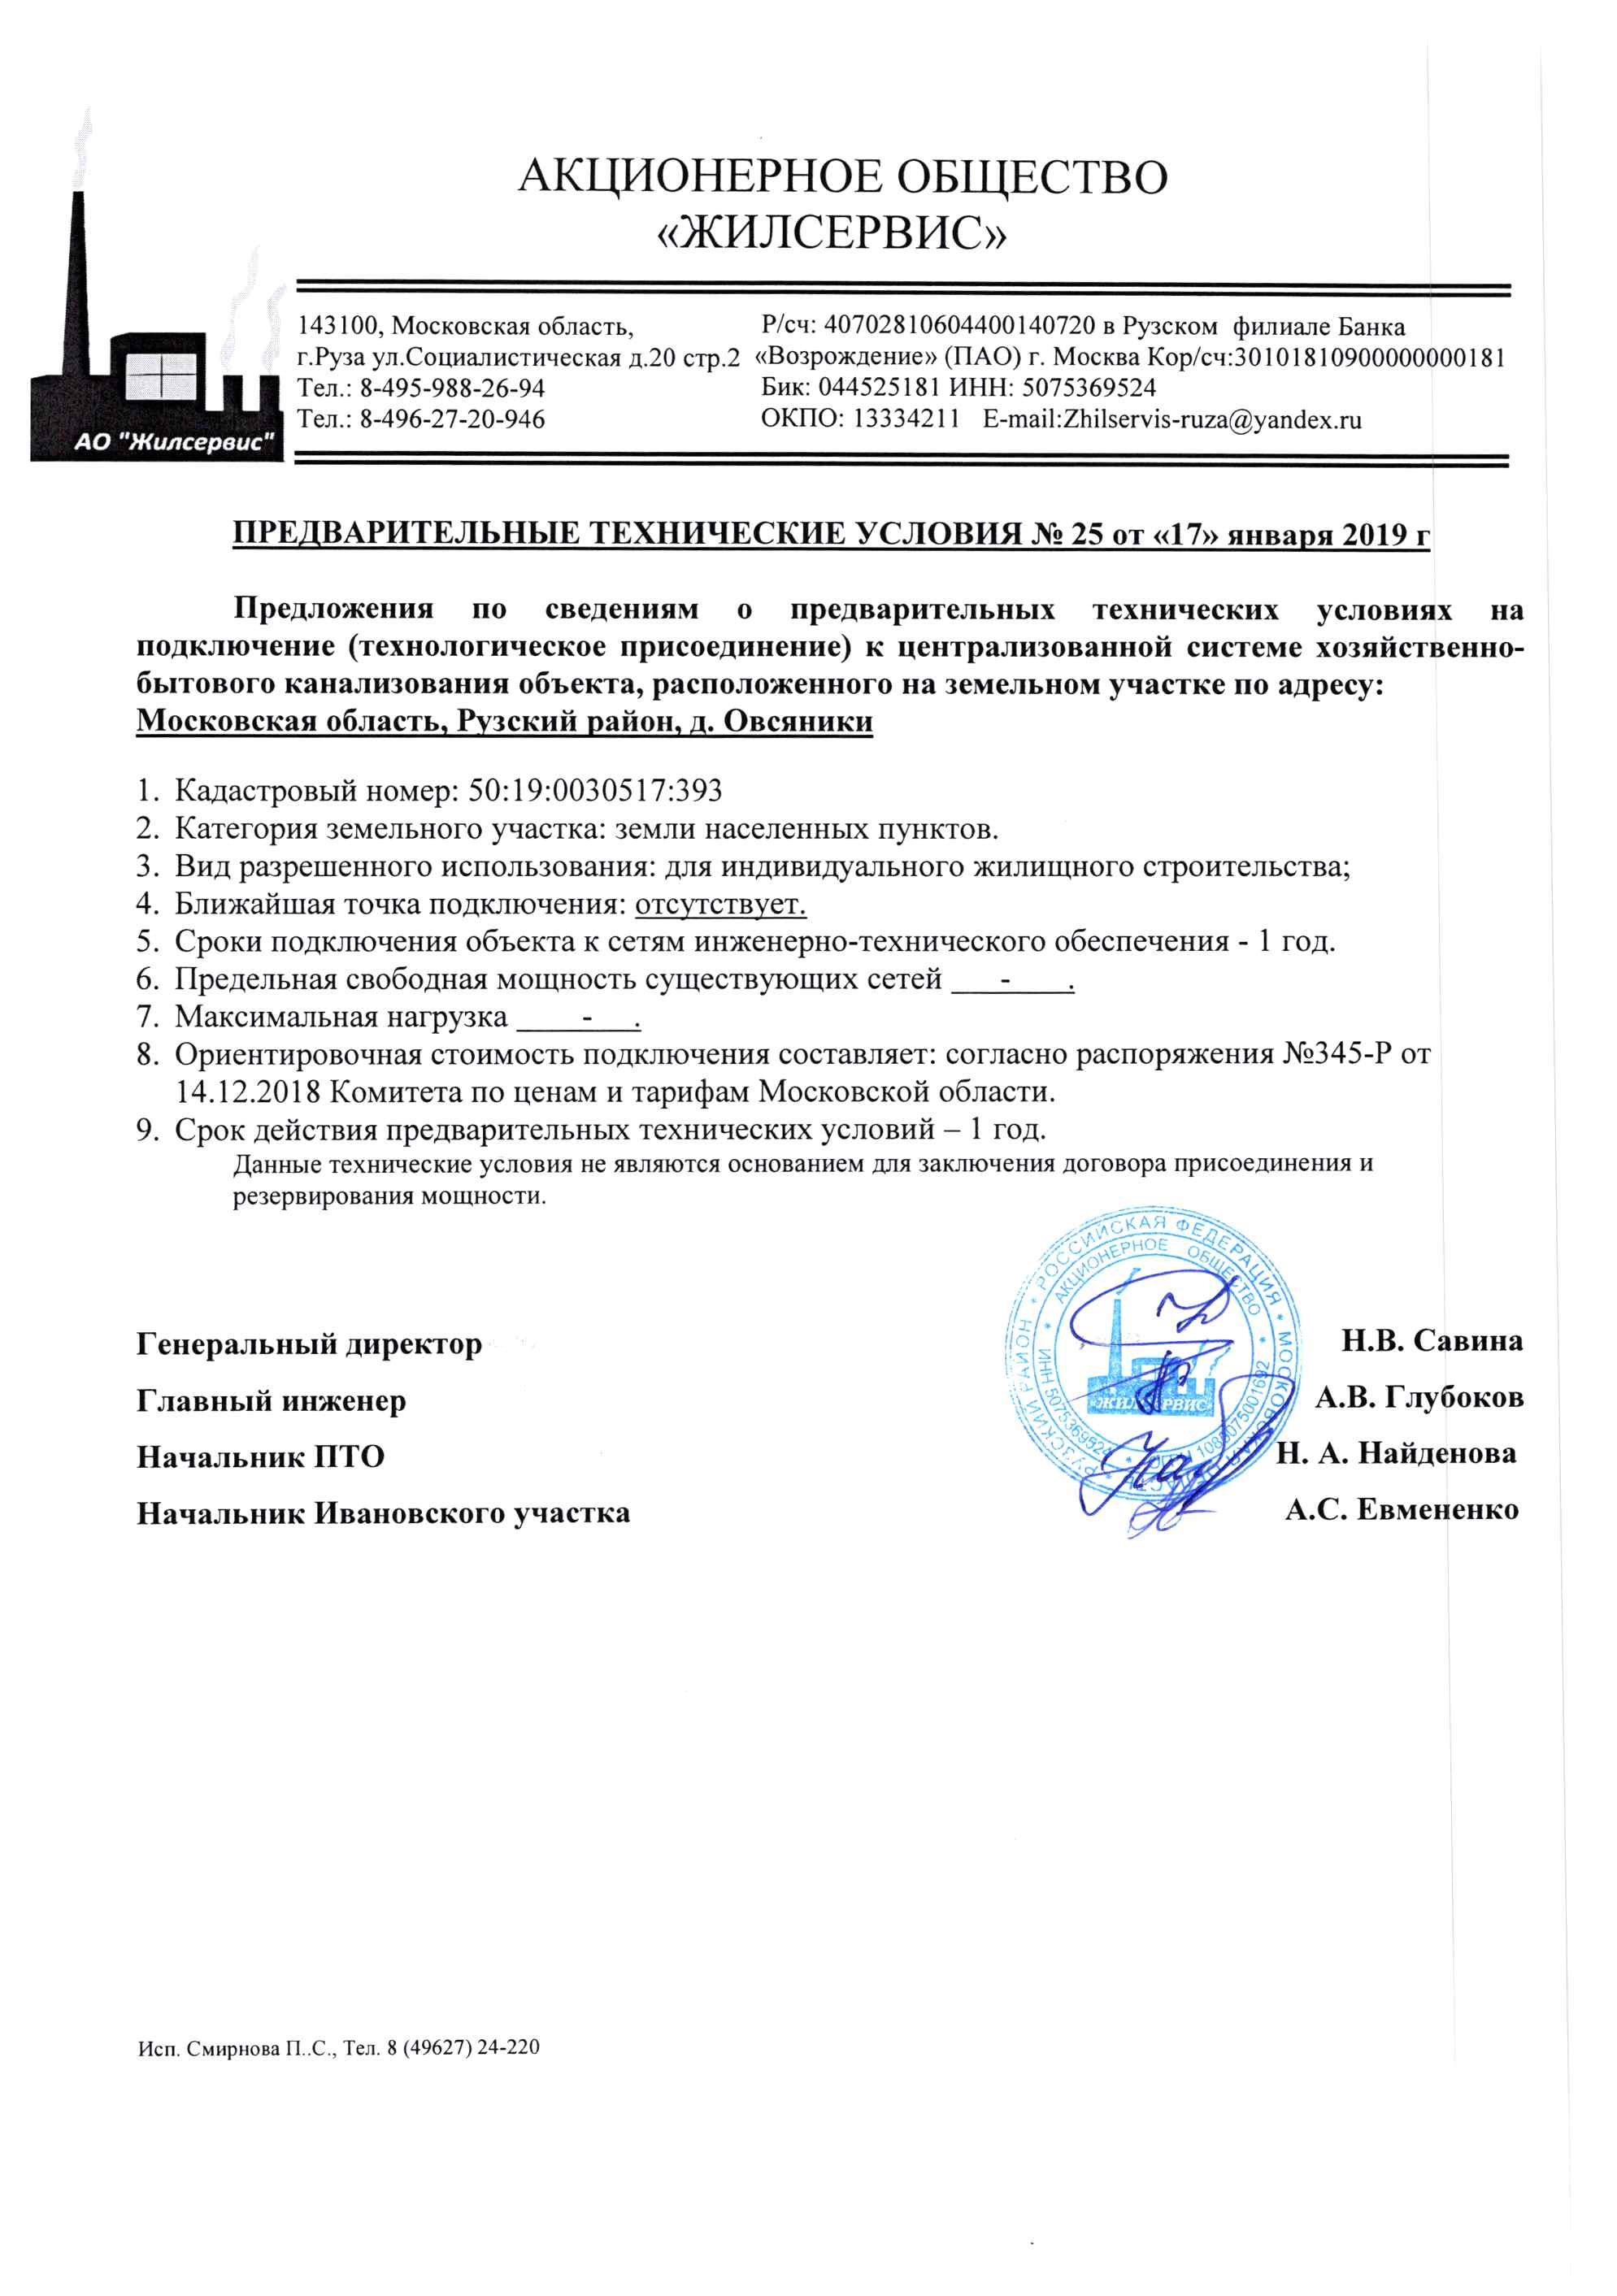 АКЦИОНЕРНОЕ ОБЩЕСТВО
«ЖИЛСЕРВИС»
АО "Жилсервис"
143100, Московская область,
г.Руза ул.Социалистическая д.20 стр.2
Тел.: 8-495-988-26-94
Тел.: 8-496-27-20-946
Р/сч: 40702810604400140720 в Рузском филиале Банка
«Возрождение» (ПАО) г. Москва Кор/сч:30101810900000000181
Бик: 044525181 ИНН: 5075369524
ОКПО: 13334211 E-mail:Zhilservis-ruza@yandex.ru
ПРЕДВАРИТЕЛЬНЫЕ ТЕХНИЧЕСКИЕ УСЛОВИЯ № 25 от «17» января 2019 г
Предложения по сведениям о предварительных технических условиях на
подключение (технологическое присоединение) к централизованной системе хозяйственно-
бытового канализования объекта, расположенного на земельном участке по адресу:
Московская область, Рузский район, д. Овсяники
1. Кадастровый номер: 50:19:0030517:393
2. Категория земельного участка: земли населенных пунктов.
3. Вид разрешенного использования: для индивидуального жилищного строительства;
4. Ближайшая точка подключения: отсутствует.
5. Сроки подключения объекта к сетям инженерно-технического обеспечения - 1 год.
6. Предельная свободная мощность существующих сетей ___-____.
7. Максимальная нагрузка ____-___.
8. Ориентировочная стоимость подключения составляет: согласно распоряжения №345-Р от
14.12.2018 Комитета по ценам и тарифам Московской области.
9. Срок действия предварительных технических условий – 1 год.
Данные технические условия не являются основанием для заключения договора присоединения и
резервирования мощности.
РУЗСКИЙ РАЙОН * РОССИЙСКАЯ ФЕДЕРАЦИЯ * МОСКОВСКАЯ
АКЦИОНЕРНОЕ ОБЩЕСТВО
ИНН 5075369524
«ЖИЛСЕРВИС»
Генеральный директор Н.В. Савина
Главный инженер А.В. Глубоков
Начальник ПТО Н. А. Найденова
Начальник Ивановского участка А.С. Евмененко
Исп. Смирнова П..С., Тел. 8 (49627) 24-220